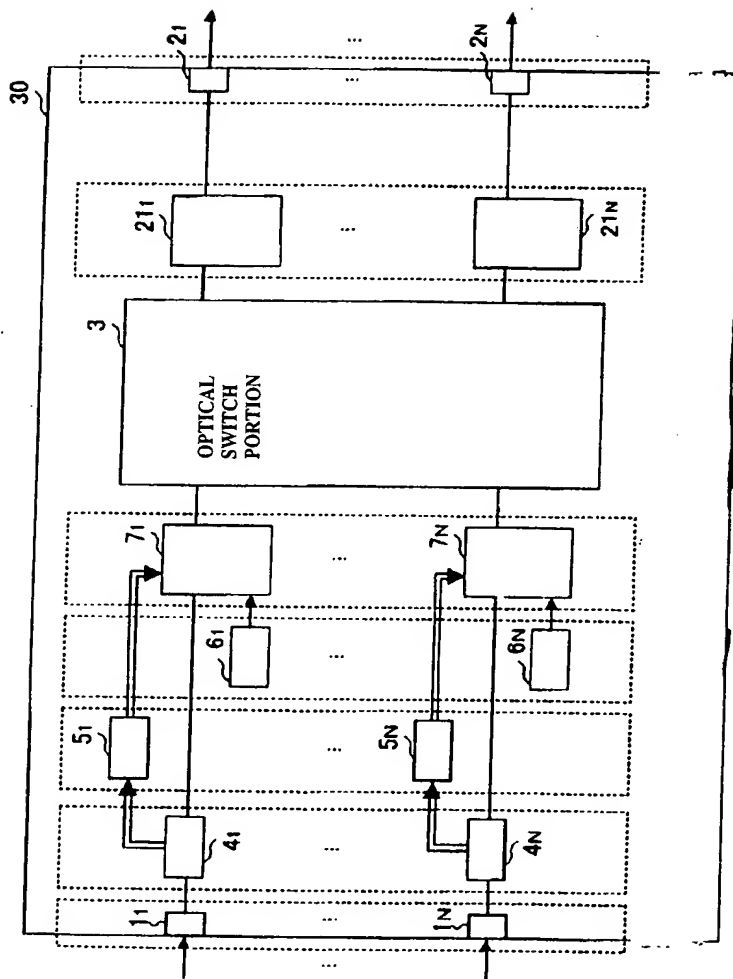 30
2₁
...
2N
21₁
...
21N
3
OPTICAL
SWITCH
PORTION
7₁
...
7N
6₁
...
6N
5₁
...
5N
4₁
...
4N
1₁
...
1N
...
...